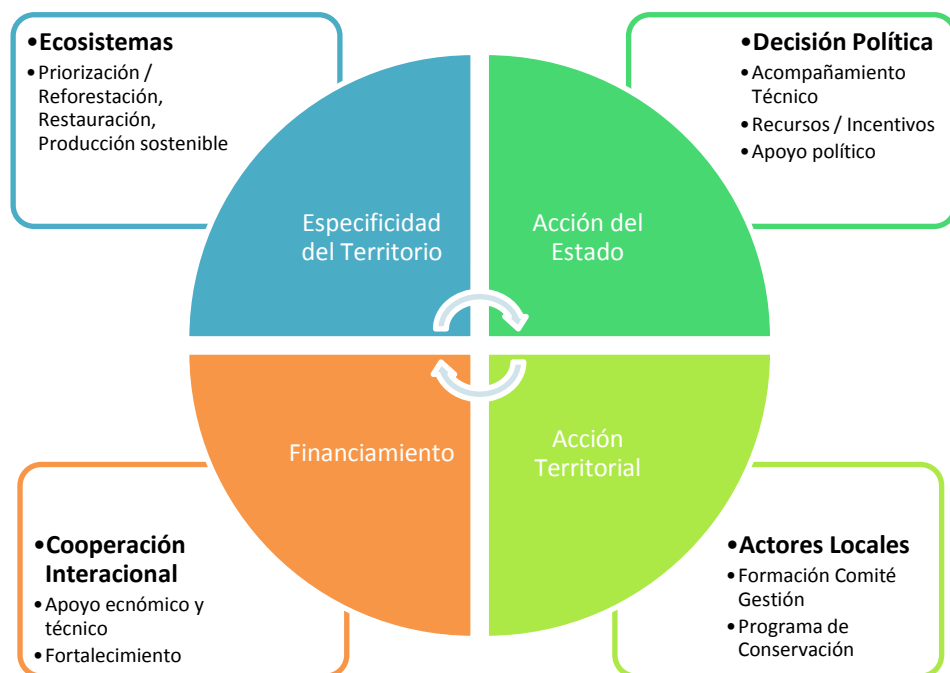 •Ecosistemas
•Priorización /
Reforestación,
Restauración,
Producción sostenible
•Decisión Política
•Acompañamiento
Técnico
•Recursos / Incentivos
•Apoyo político
Especificidad
del Territorio
Acción del
Estado
Financiamiento
Acción
Territorial
•Cooperación
Interacional
•Apoyo ecnómico y
técnico
•Fortalecimiento
•Actores Locales
•Formación Comité
Gestión
•Programa de
Conservación